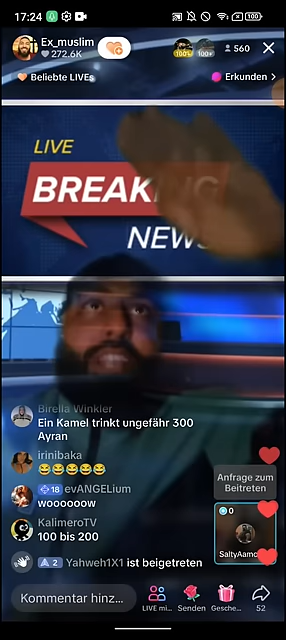 17:24
100
Ex_muslim
272.6K
100+
100+
560
Beliebte LIVEs
Erkunden
LIVE
BREAKING
NEWS
Birella Winkler
Ein Kamel trinkt ungefähr 300
Ayran
irinibaka
😂😂😂😂😂
18 evANGELium
woooooow
KalimeroTV
100 bis 200
2 Yahweh1X1 ist beigetreten
Anfrage zum
Beitreten
0
SaltyAamo
Kommentar hinz...
LIVE mi...
Senden
Gesche...
52